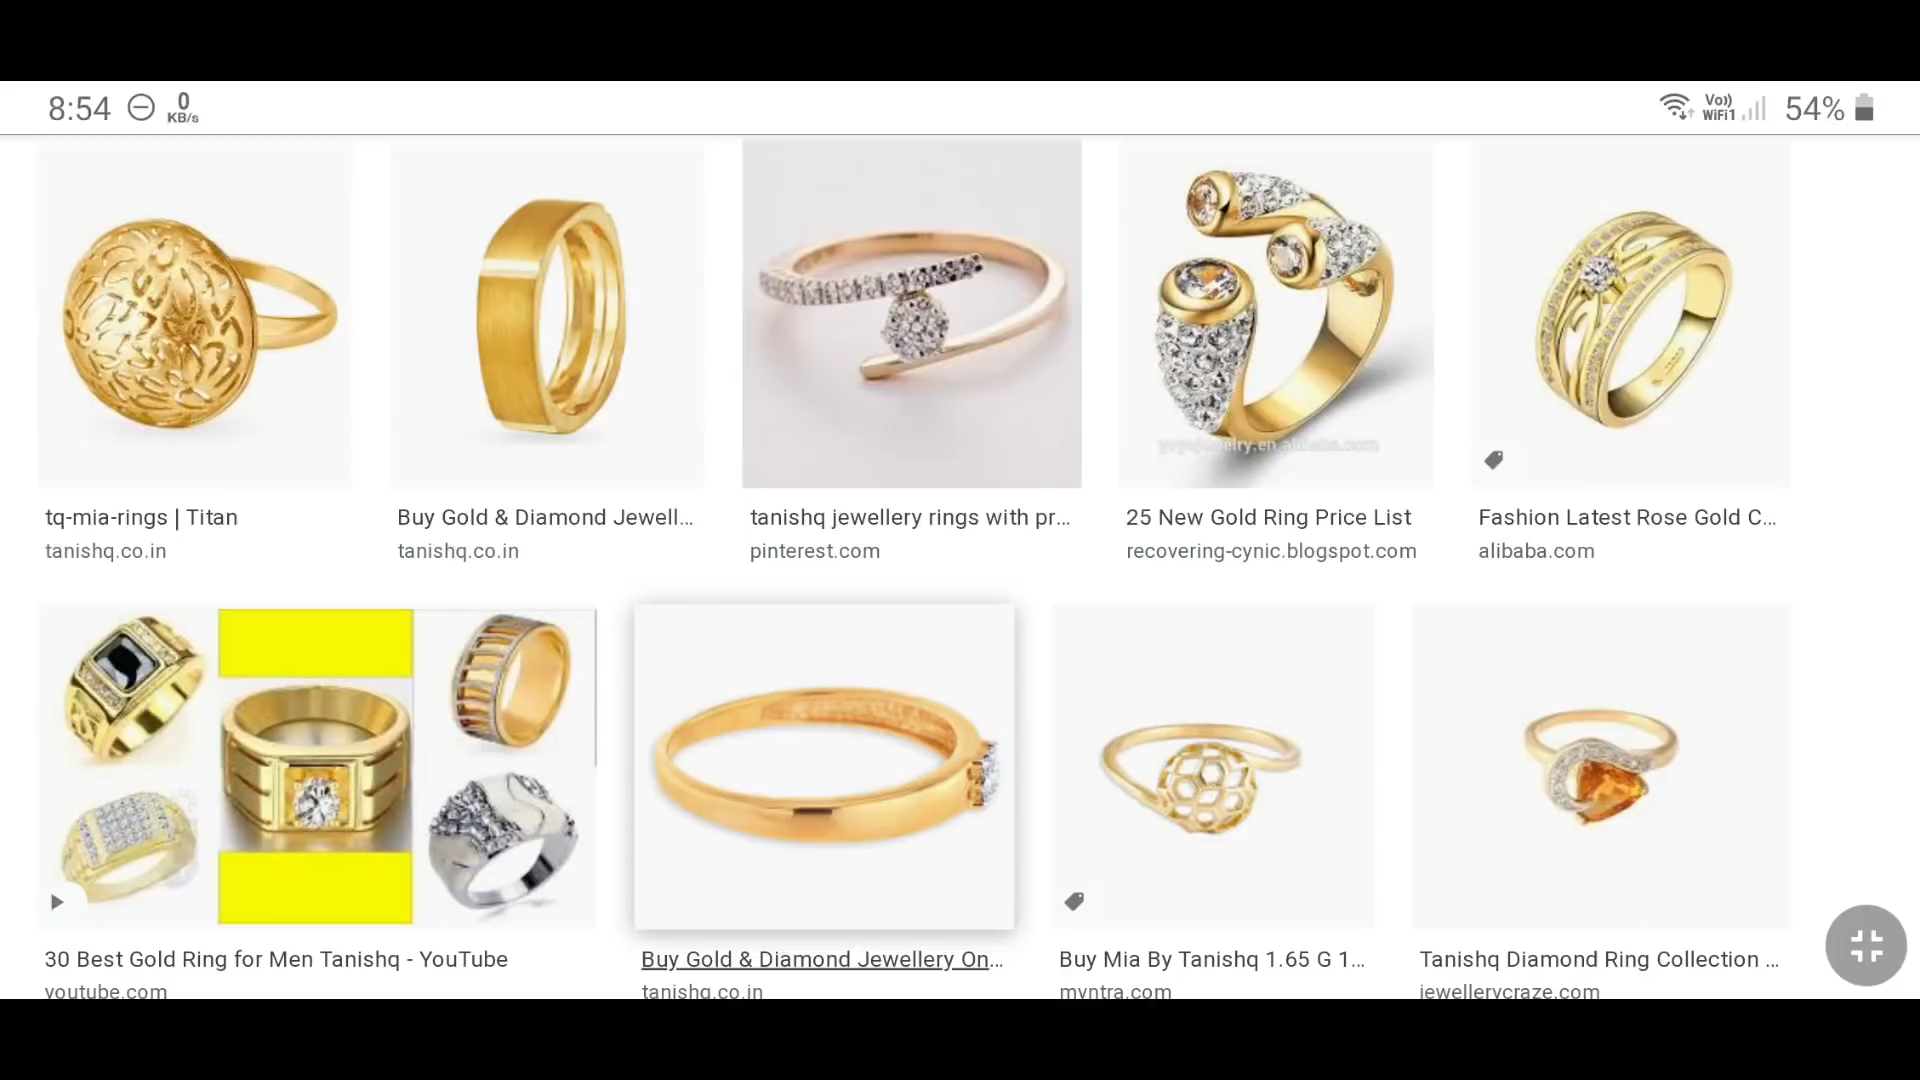 8:54
0
KB/s
Vo))
WiFi1
54%
tq-mia-rings | Titan
tanishq.co.in
Buy Gold & Diamond Jewell...
tanishq.co.in
tanishq jewellery rings with pr...
pinterest.com
25 New Gold Ring Price List
recovering-cynic.blogspot.com
Fashion Latest Rose Gold C...
alibaba.com
30 Best Gold Ring for Men Tanishq - YouTube
youtube.com
Buy Gold & Diamond Jewellery On...
tanishq.co.in
Buy Mia By Tanishq 1.65 G 1...
myntra.com
Tanishq Diamond Ring Collection ...
jewellerycraze.com